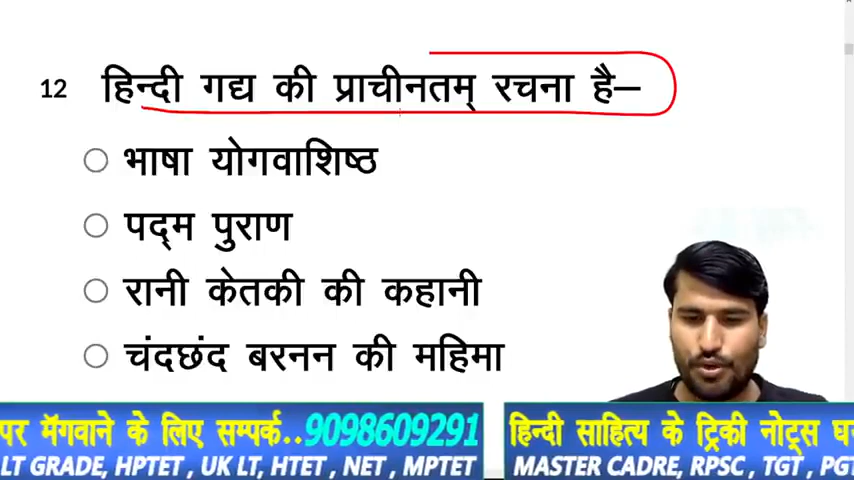 12 हिन्दी गद्य की प्राचीनतम् रचना है–
भाषा योगवाशिष्ठ
पद्म पुराण
रानी केतकी की कहानी
चंदछंद बरनन की महिमा
पर मॅगवाने के लिए सम्पर्क..9098609291
LT GRADE, HPTET , UK LT, HTET , NET , MPTET
हिन्दी साहित्य के ट्रिकी नोट्स घ
MASTER CADRE, RPSC , TGT , PGT